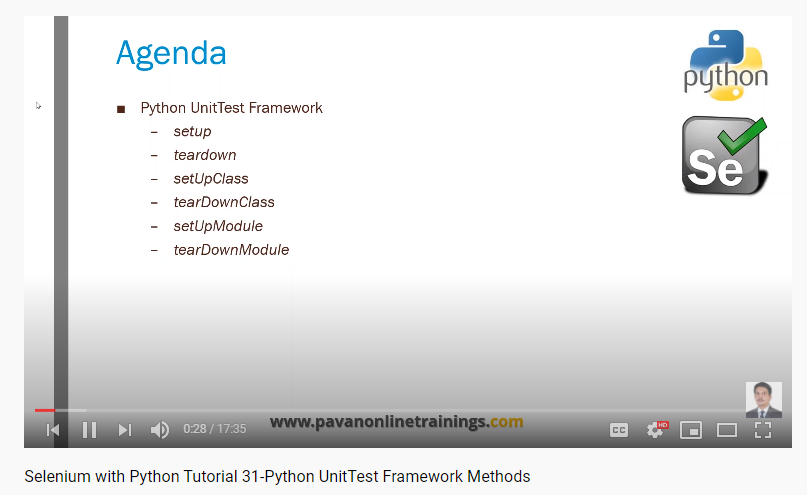 Agenda
■ Python UnitTest Framework
– setup
– teardown
– setUpClass
– tearDownClass
– setUpModule
– tearDownModule
python
Se
www.pavanonlinetrainings.com
0:28 / 17:35
CC
HD
Selenium with Python Tutorial 31-Python UnitTest Framework Methods